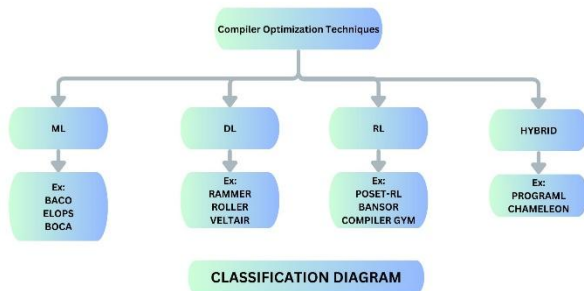 Compiler Optimization Techniques
ML
DL
RL
HYBRID
Ex:
BACO
ELOPS
BOCA
Ex:
RAMMER
ROLLER
VELTAIR
Ex:
POSET-RL
BANSOR
COMPILER GYM
Ex:
PROGRAML
CHAMELEON
CLASSIFICATION DIAGRAM